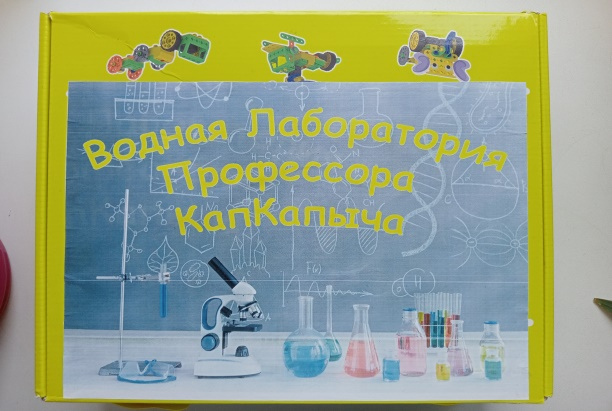 Водная Лаборатория
Профессора
КапКапыча
F(x)
H